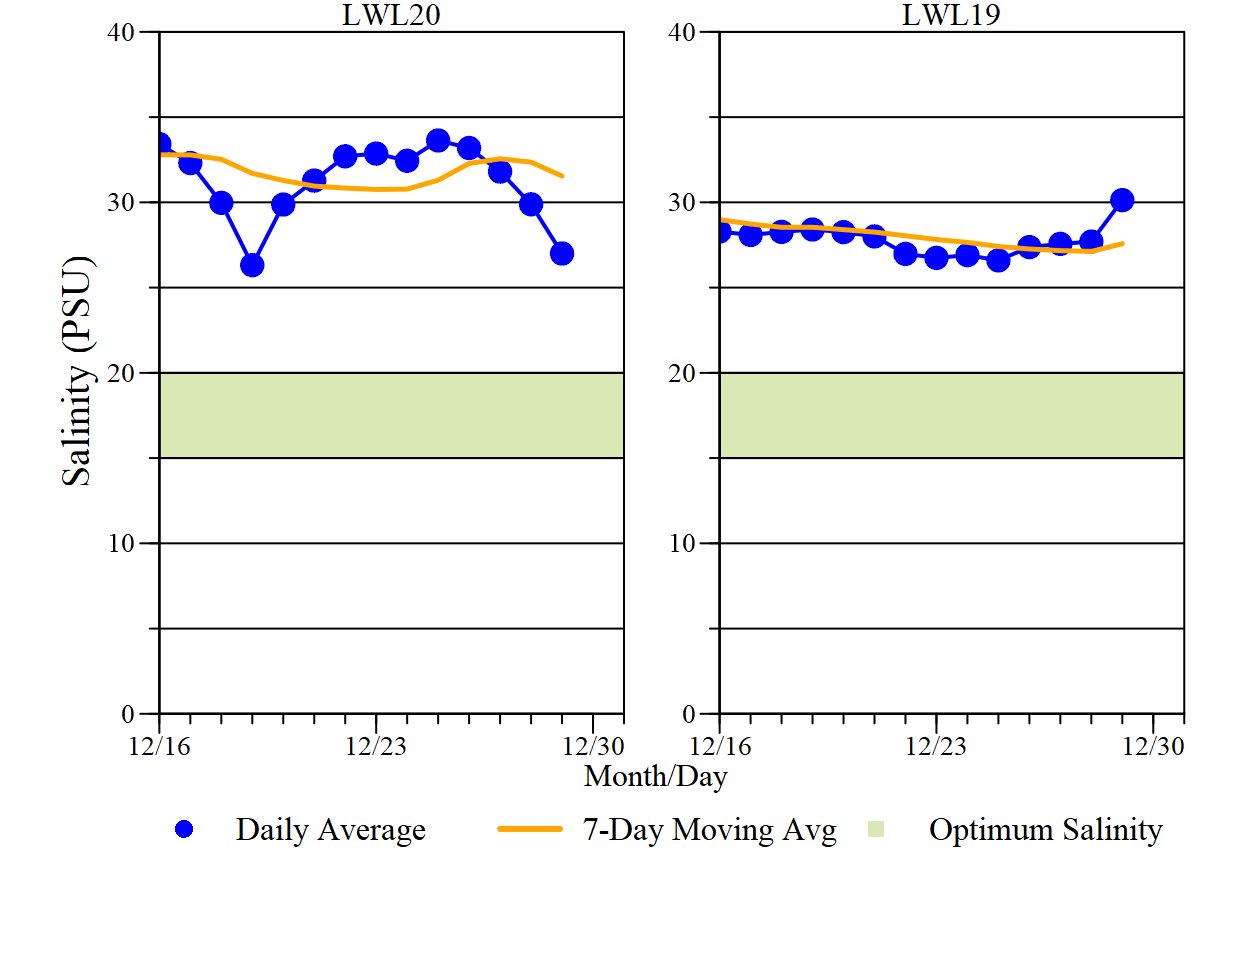 LWL20 LWL19
40 40
30 30
20 20
10 10
0 0
Salinity (PSU)
12/16 12/23 12/30 12/16 12/23 12/30
Month/Day
Daily Average 7-Day Moving Avg Optimum Salinity